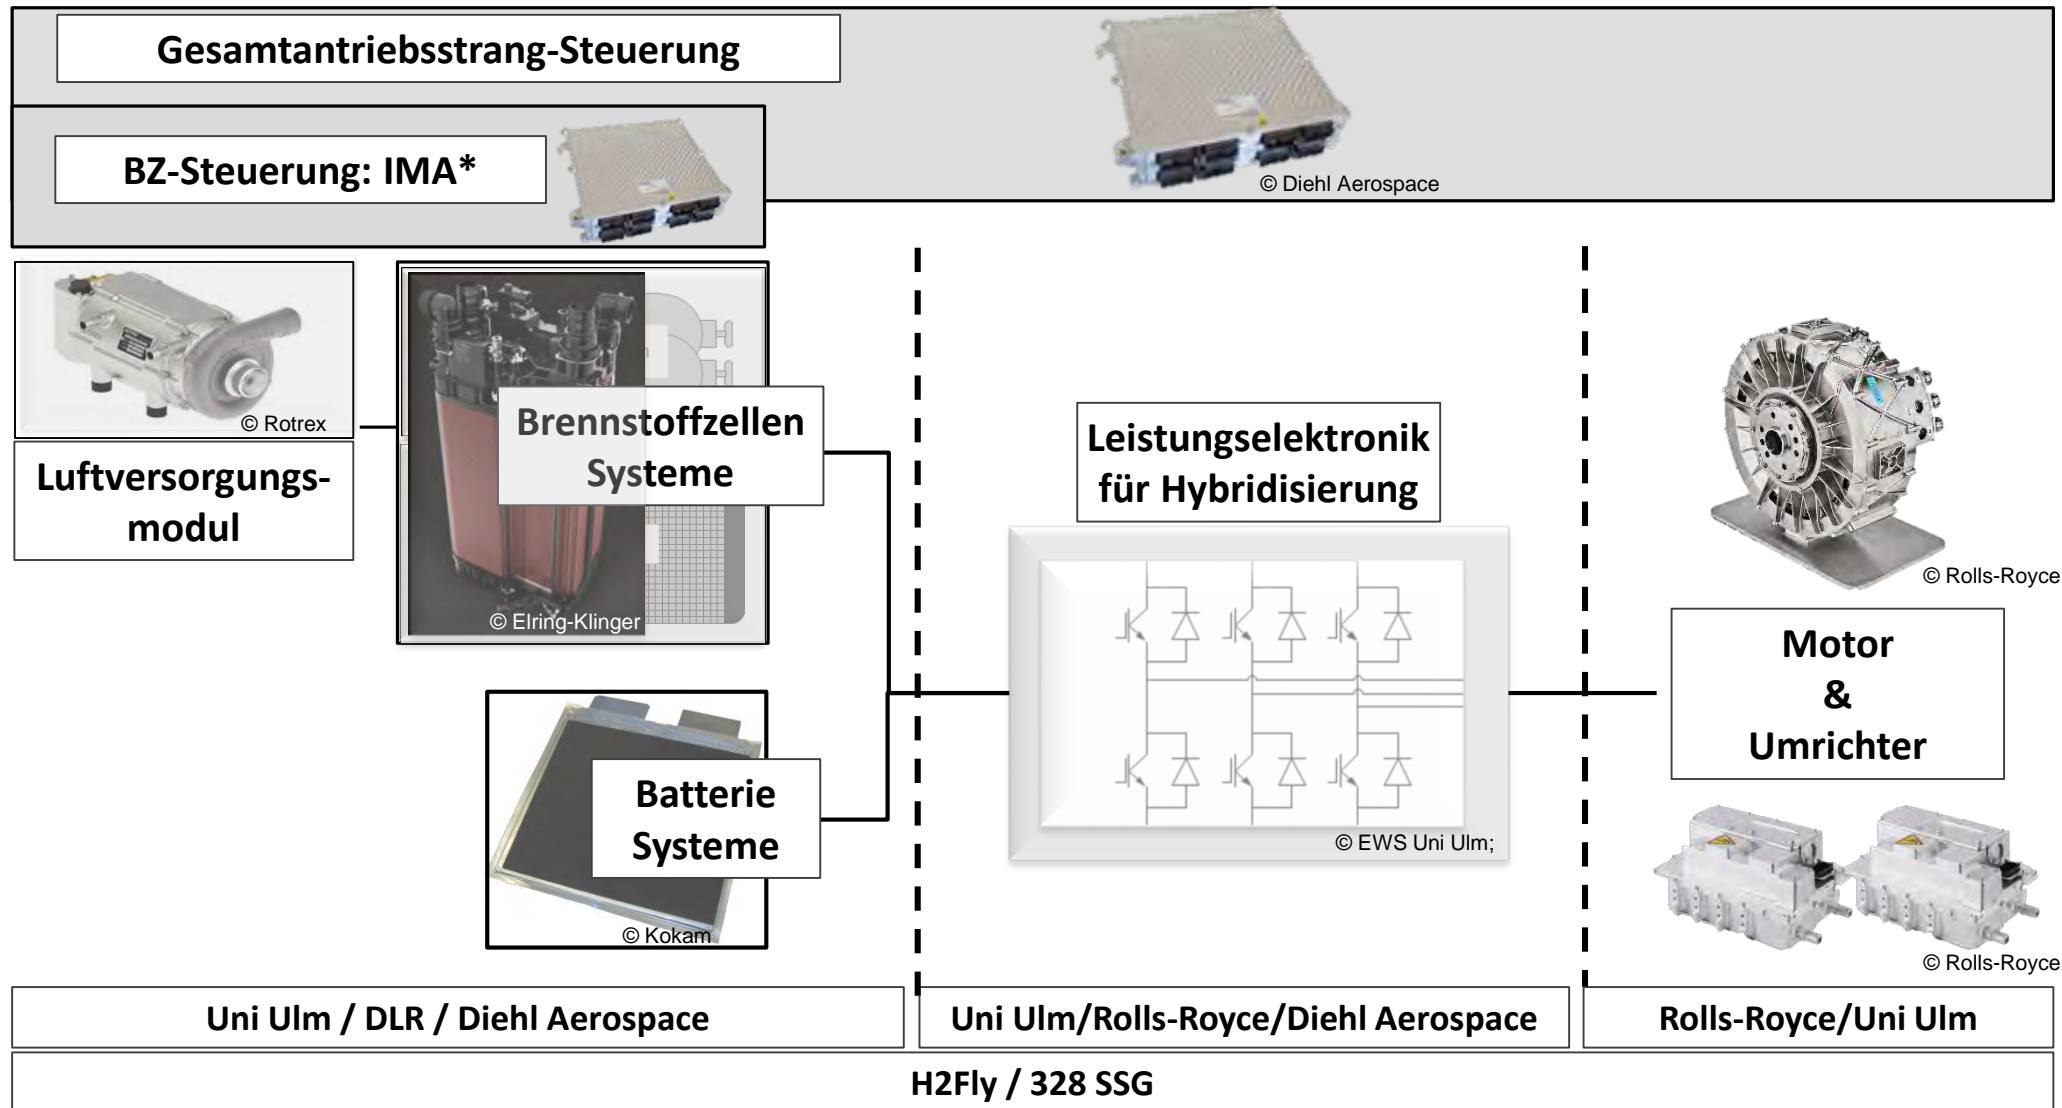 Gesamtantriebsstrang-Steuerung
© Diehl Aerospace
BZ-Steuerung: IMA*
© Rotrex
Luftversorgungs-
modul
Brennstoffzellen
Systeme
© Elring-Klinger
Batterie
Systeme
© Kokam
Leistungselektronik
für Hybridisierung
© EWS Uni Ulm;
© Rolls-Royce
Motor
&
Umrichter
© Rolls-Royce
Uni Ulm / DLR / Diehl Aerospace
Uni Ulm/Rolls-Royce/Diehl Aerospace
Rolls-Royce/Uni Ulm
H2Fly / 328 SSG